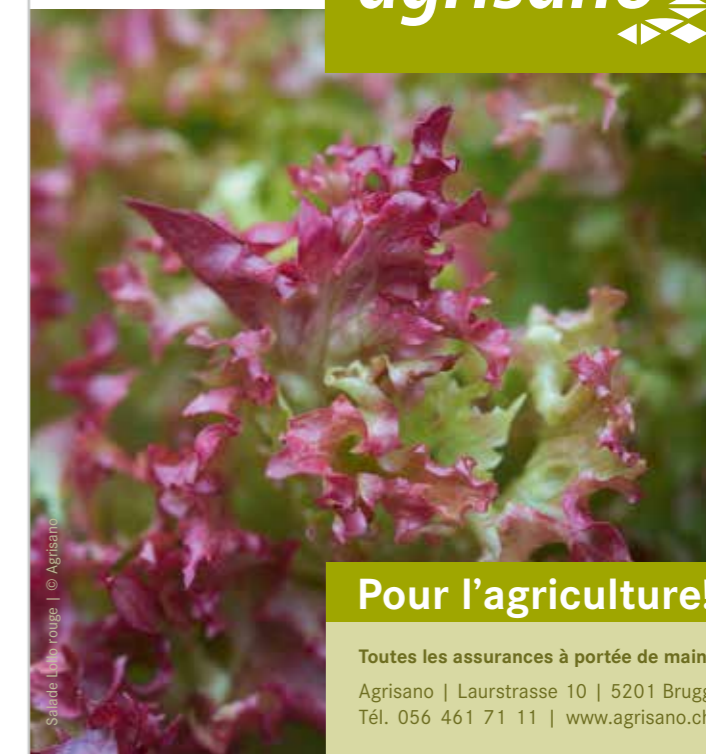 agrisano
Pour l’agriculture!
Toutes les assurances à portée de main
Agrisano | Laurstrasse 10 | 5201 Brugg
Tél. 056 461 71 11 | www.agrisano.ch
Salade Lollo rouge | © Agrisano